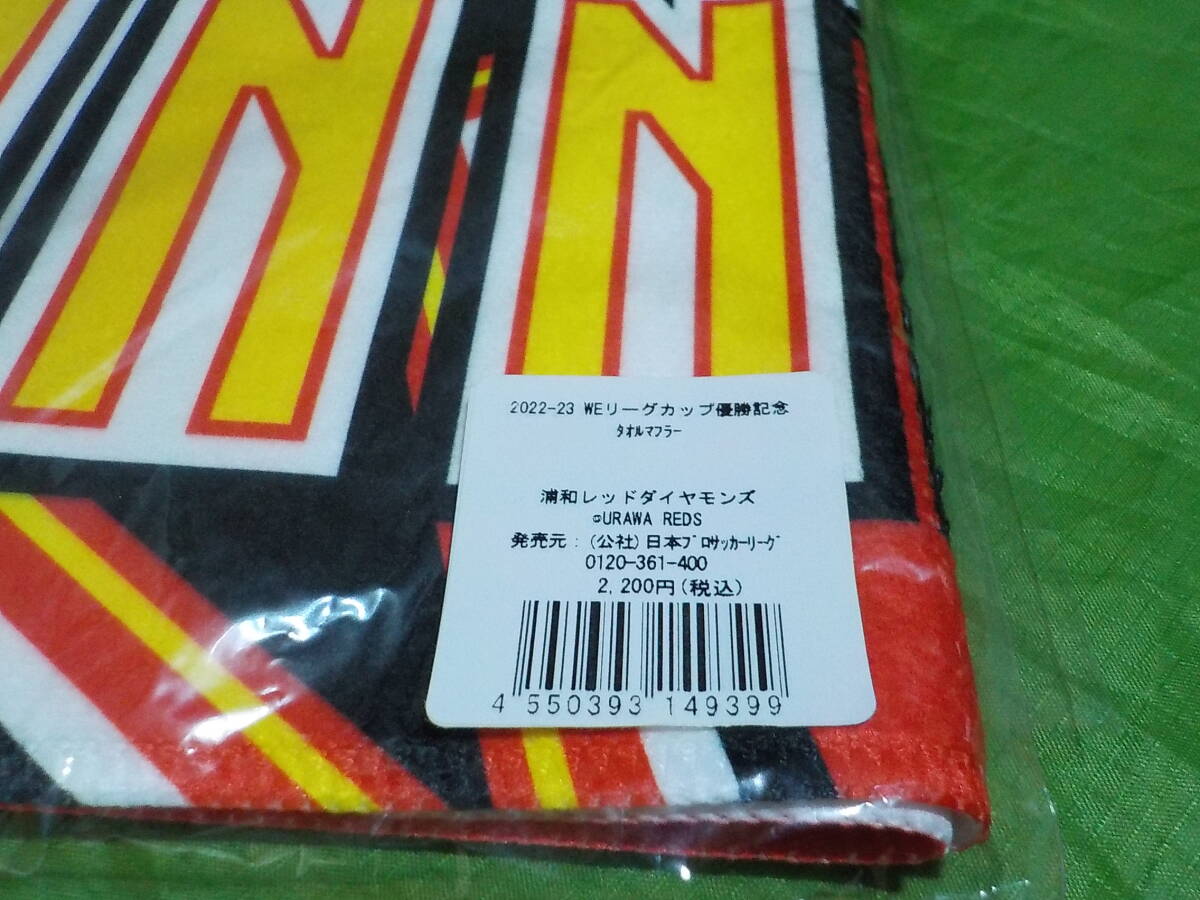 NN
2022-23 WEリーグカップ優勝記念
ﾀｵﾙﾏﾌﾗｰ
浦和レッドダイヤモンズ
©URAWA REDS
発売元：(公社)日本ﾌﾟﾛｻｯｶｰﾘｰｸﾞ
0120-361-400
2,200円(税込)
4 550393 149399